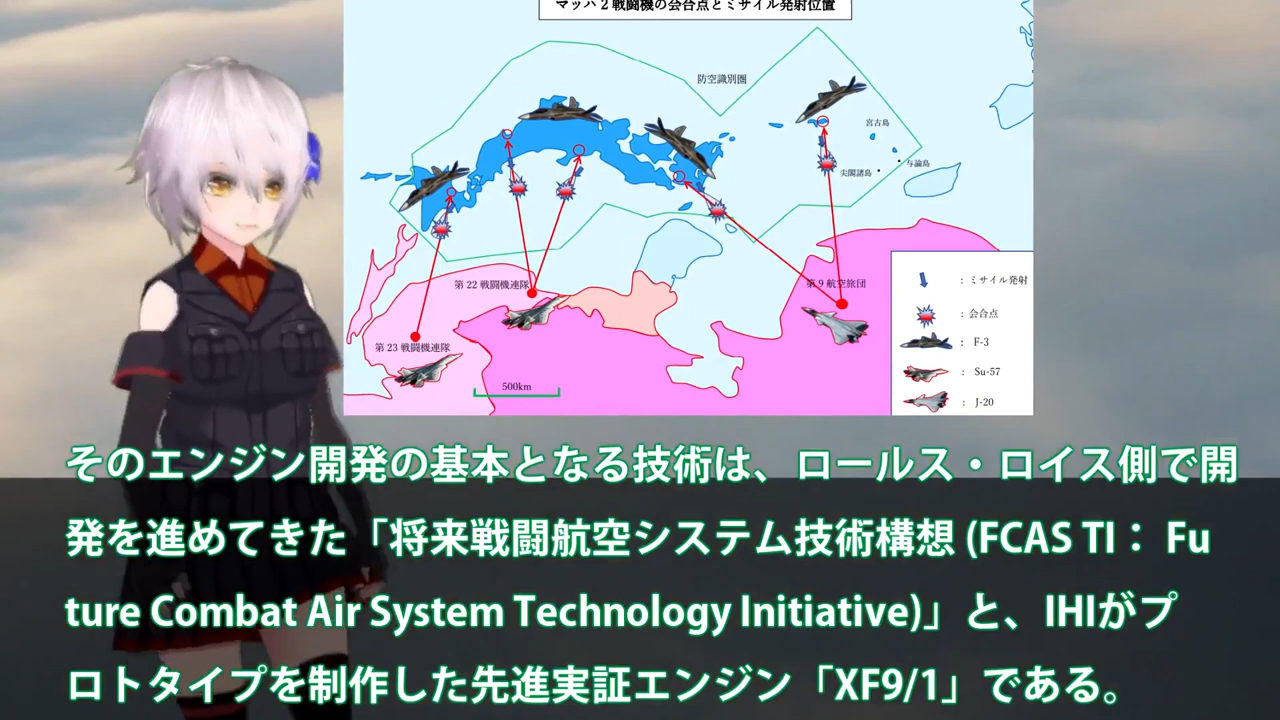 マッハ2戦闘機の会合点とミサイル発射位置
防空識別圏
宮古島
与論島
尖閣諸島
第22戦闘機連隊
第9航空旅団
第23戦闘機連隊
500km
：ミサイル発射
：会合点
： F-3
： Su-57
： J-20
そのエンジン開発の基本となる技術は、ロールス・ロイス側で開
発を進めてきた「将来戦闘航空システム技術構想 (FCAS TI： Fu
ture Combat Air System Technology Initiative)」と、IHIがプ
ロトタイプを制作した先進実証エンジン「XF9/1」である。